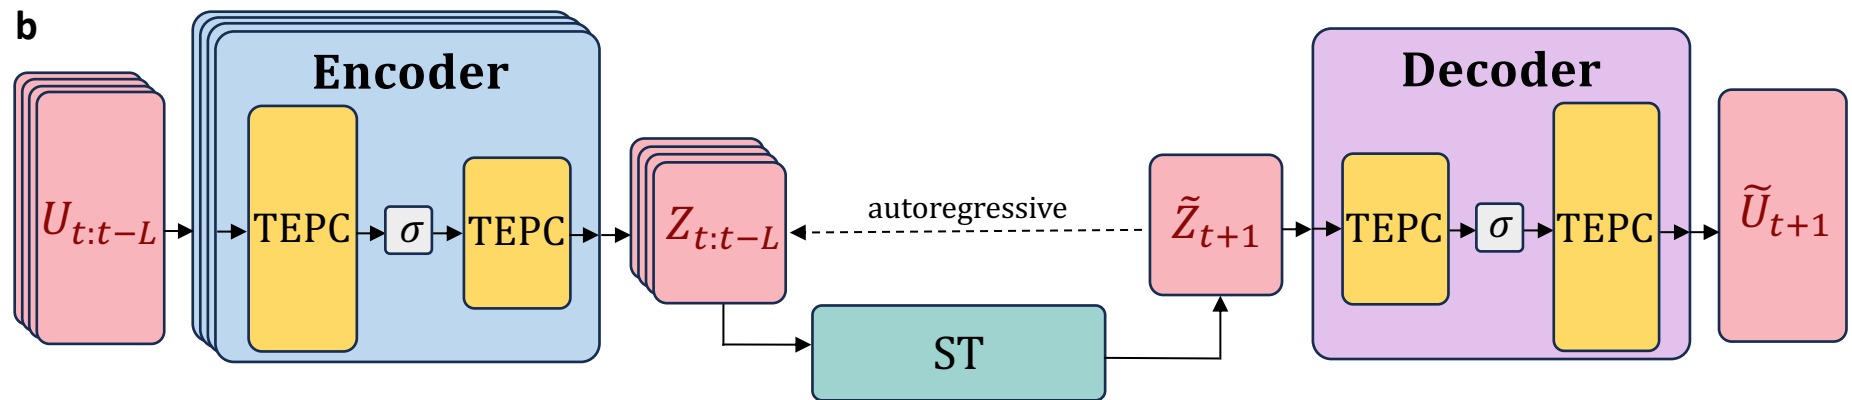 b
Encoder
Decoder
U_{t:t−L}
TEPC
σ
TEPC
Z_{t:t−L}
autoregressive
Z̃_{t+1}
TEPC
σ
TEPC
Ũ_{t+1}
ST